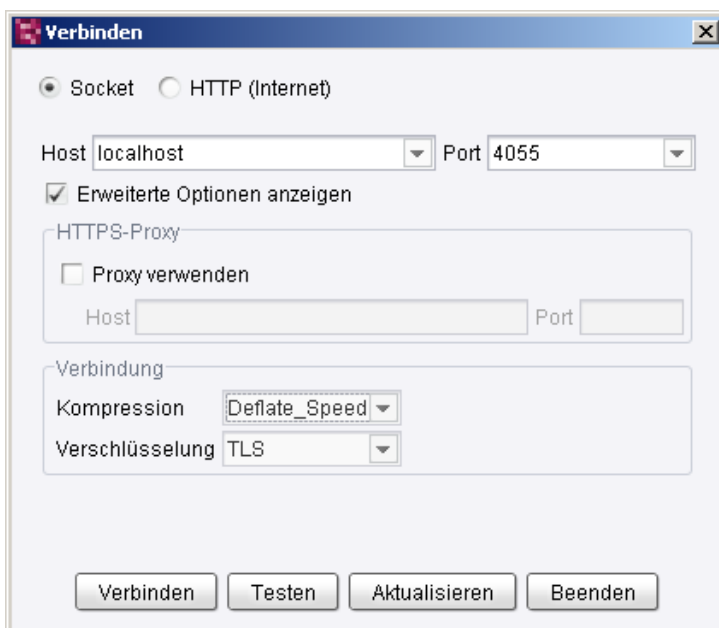 Verbinden
Socket HTTP (Internet)
Host localhost Port 4055
Erweiterte Optionen anzeigen
HTTPS-Proxy
Proxy verwenden
Host Port
Verbindung
Kompression Deflate_Speed
Verschlüsselung TLS
Verbinden Testen Aktualisieren Beenden